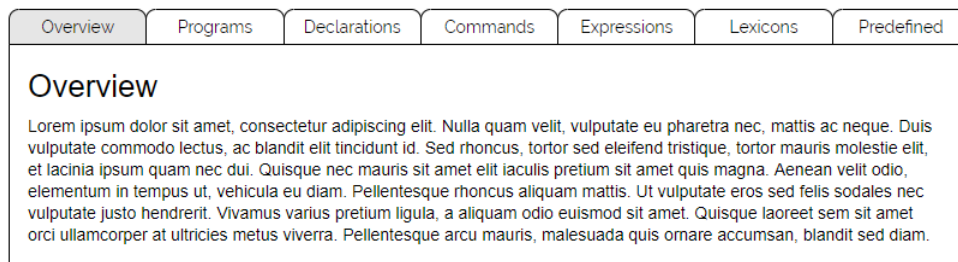 Overview Programs Declarations Commands Expressions Lexicons Predefined
Overview
Lorem ipsum dolor sit amet, consectetur adipiscing elit. Nulla quam velit, vulputate eu pharetra nec, mattis ac neque. Duis
vulputate commodo lectus, ac blandit elit tincidunt id. Sed rhoncus, tortor sed eleifend tristique, tortor mauris molestie elit,
et lacinia ipsum quam nec dui. Quisque nec mauris sit amet elit iaculis pretium sit amet quis magna. Aenean velit odio,
elementum in tempus ut, vehicula eu diam. Pellentesque rhoncus aliquam mattis. Ut vulputate eros sed felis sodales nec
vulputate justo hendrerit. Vivamus varius pretium ligula, a aliquam odio euismod sit amet. Quisque laoreet sem sit amet
orci ullamcorper at ultricies metus viverra. Pellentesque arcu mauris, malesuada quis ornare accumsan, blandit sed diam.